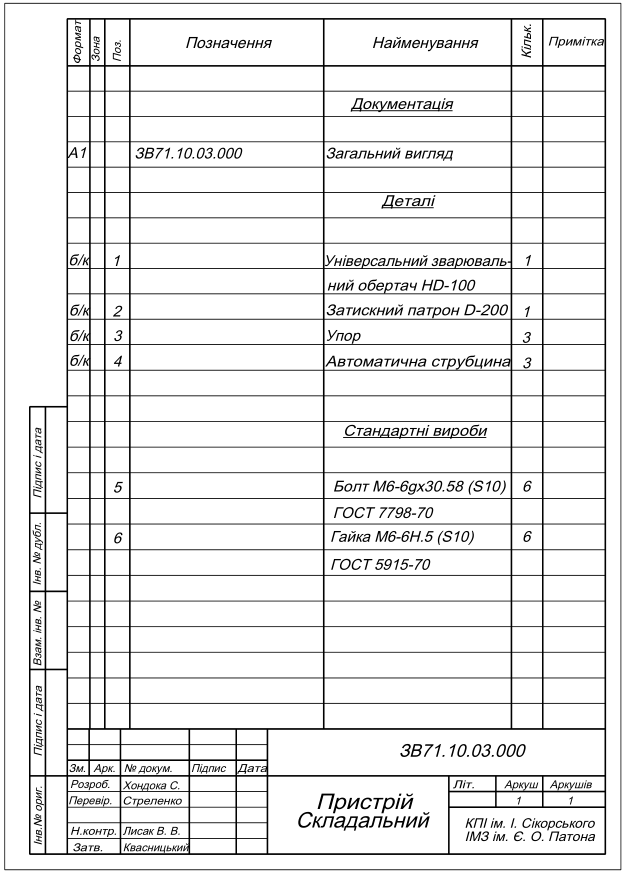 Формат Зона Поз. Позначення Найменування Кільк. Примітка
Документація
А1 ЗВ71.10.03.000 Загальний вигляд
Деталі
б/к 1 Універсальний зварюваль- 1
ний обертач HD-100
б/к 2 Затискний патрон D-200 1
б/к 3 Упор 3
б/к 4 Автоматична струбцина 3
Стандартні вироби
5 Болт М6-6gx30.58 (S10) 6
ГОСТ 7798-70
6 Гайка М6-6Н.5 (S10) 6
ГОСТ 5915-70
Підпис і дата
Інв. № дубл.
Взам. інв. №
Підпис і дата
Інв.№ ориг.
ЗВ71.10.03.000
Зм. Арк. № докум. Підпис Дата
Розроб. Хондока С.
Перевір. Стреленко
Н.контр. Лисак В. В.
Затв. Квасницький
Пристрій
Складальний
Літ. Аркуш Аркушів
1 1
КПІ ім. І. Сікорського
ІМЗ ім. Є. О. Патона